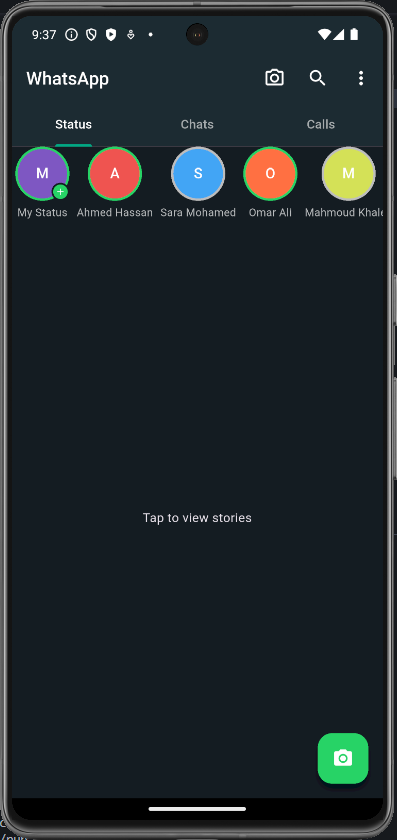 9:37
WhatsApp
Status Chats Calls
M A S O M
My Status Ahmed Hassan Sara Mohamed Omar Ali Mahmoud Khale
Tap to view stories